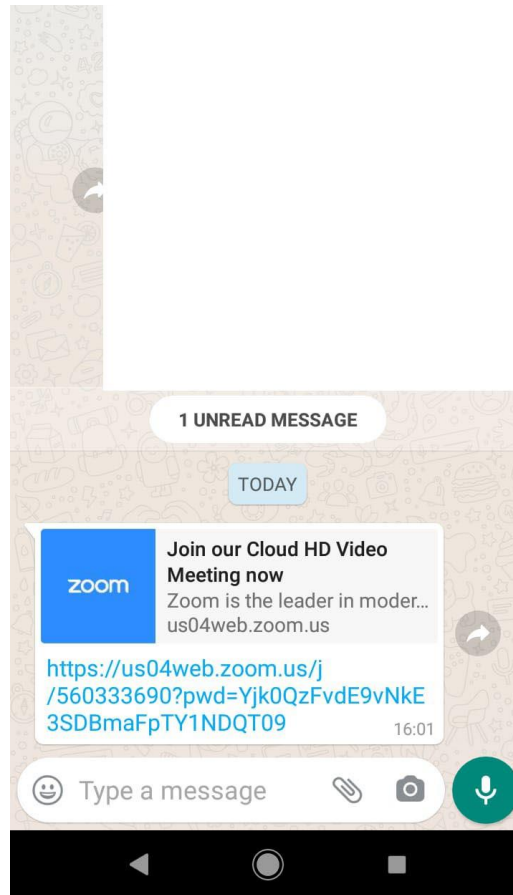 1 UNREAD MESSAGE
TODAY
zoom
Join our Cloud HD Video
Meeting now
Zoom is the leader in moder...
us04web.zoom.us
https://us04web.zoom.us/j
/560333690?pwd=Yjk0QzFvdE9vNkE
3SDBmaFpTY1NDQT09
16:01
Type a message